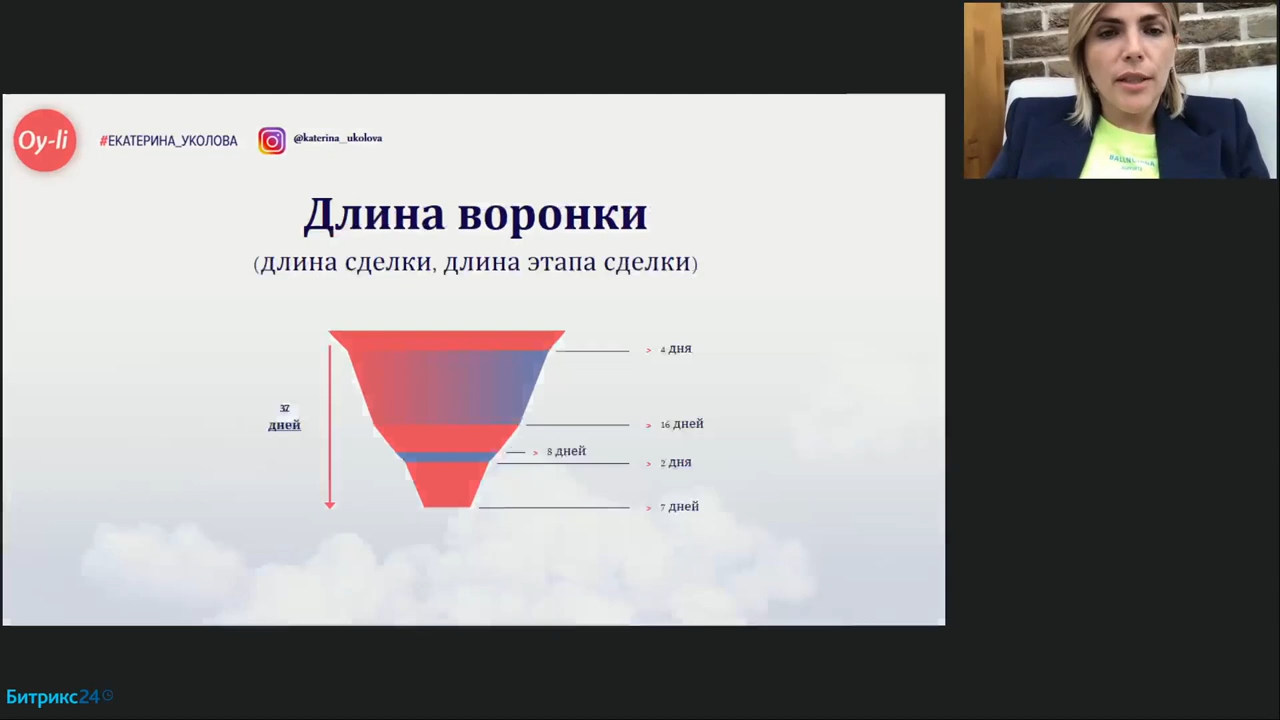 Oy-li
#ЕКАТЕРИНА_УКОЛОВА
@katerina_ukolova
Длина воронки
(длина сделки, длина этапа сделки)
> 4 дня
37
дней
> 16 дней
> 8 дней
> 2 дня
> 7 дней
Битрикс24